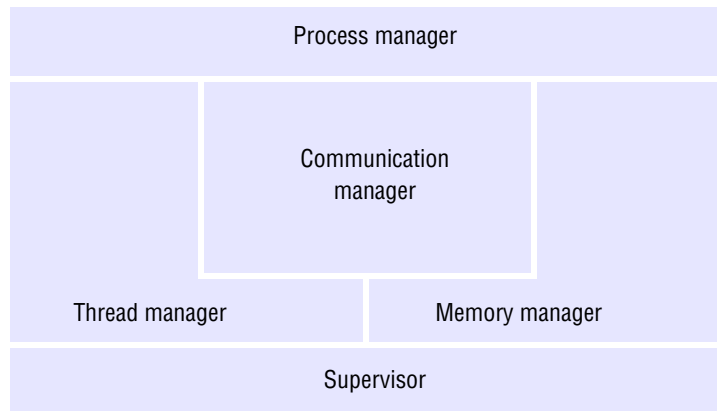 Process manager
Communication
manager
Thread manager
Memory manager
Supervisor